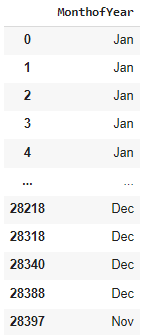 MonthofYear
0 Jan
1 Jan
2 Jan
3 Jan
4 Jan
... ...
28218 Dec
28318 Dec
28340 Dec
28388 Dec
28397 Nov